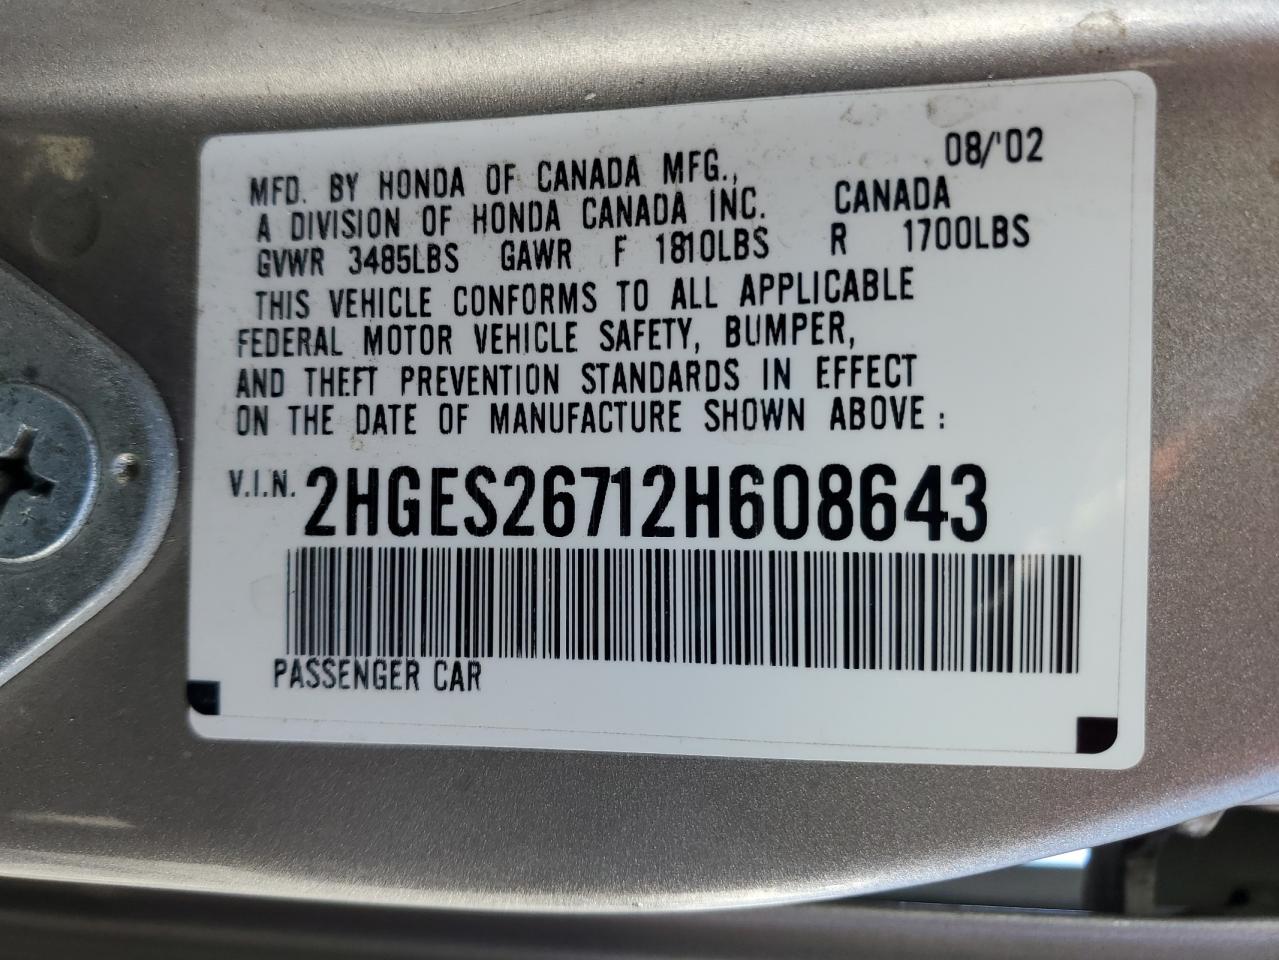 08/'02
MFD. BY HONDA OF CANADA MFG.,
A DIVISION OF HONDA CANADA INC. CANADA
GVWR 3485LBS GAWR F 1810LBS R 1700LBS
THIS VEHICLE CONFORMS TO ALL APPLICABLE
FEDERAL MOTOR VEHICLE SAFETY, BUMPER,
AND THEFT PREVENTION STANDARDS IN EFFECT
ON THE DATE OF MANUFACTURE SHOWN ABOVE :
V.I.N. 2HGES26712H608643
PASSENGER CAR